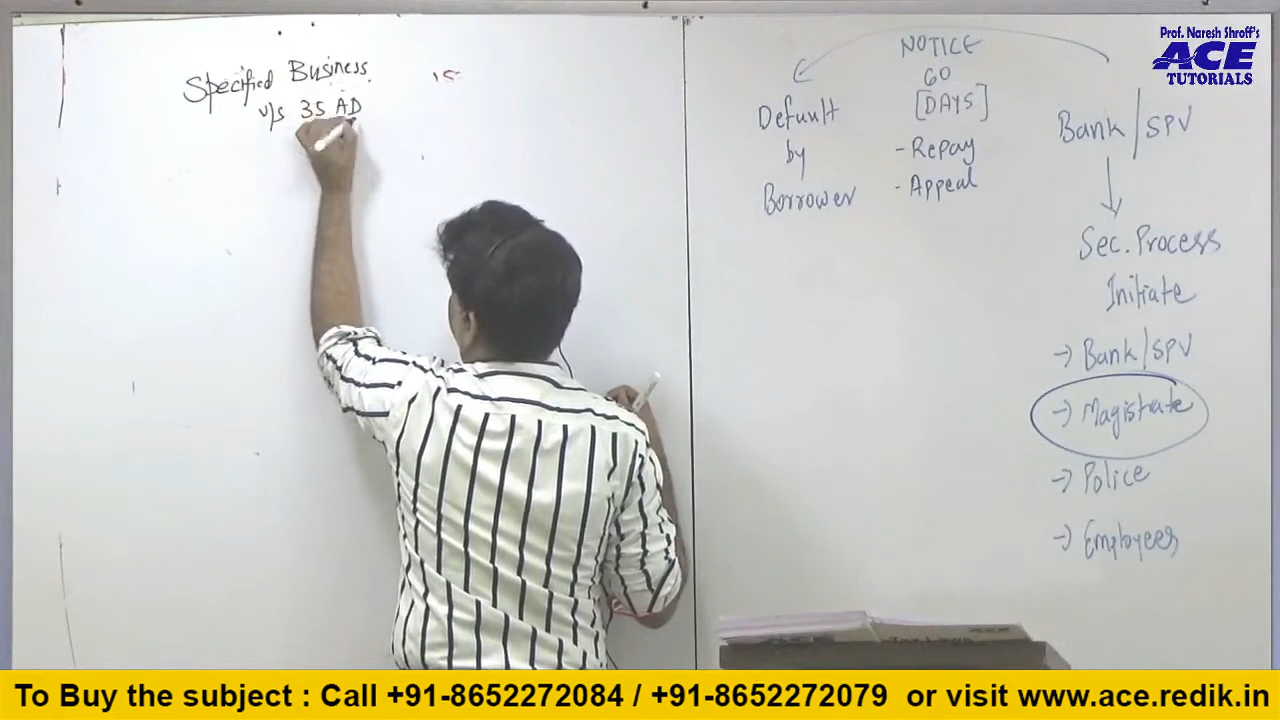 Specified Business
u/s 35 AD
NOTICE
60
[DAYS]
- Repay
- Appeal
Default
by
Borrower
Bank/SPV
Sec. Process
Initiate
→ Bank/SPV
→ Magistrate
→ Police
→ Employees
Prof. Naresh Shroff's
ACE
TUTORIALS
To Buy the subject : Call +91-8652272084 / +91-8652272079 or visit www.ace.redik.in